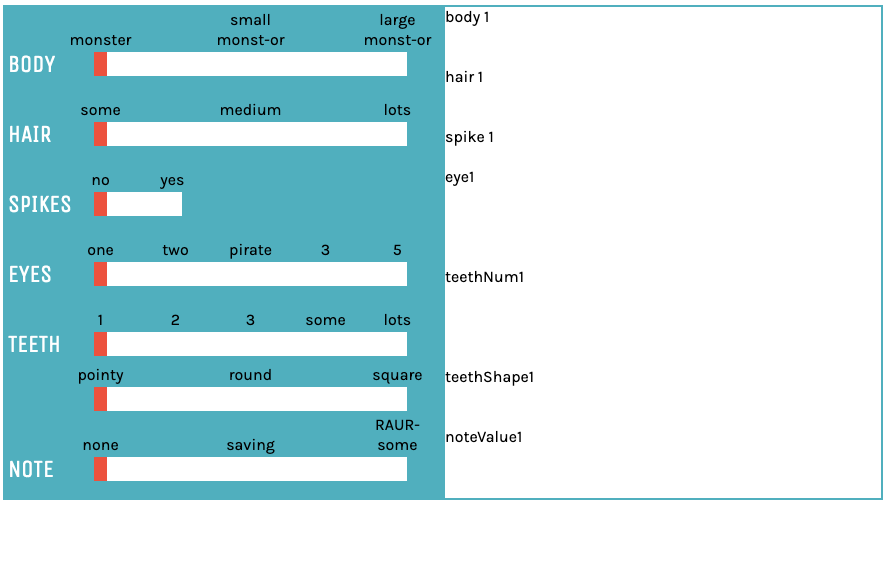 small large
monster monst-or monst-or
BODY
some medium lots
HAIR
no yes
SPIKES
one two pirate 3 5
EYES
1 2 3 some lots
TEETH
pointy round square
RAUR-
none saving some
NOTE
body 1
hair 1
spike 1
eye1
teethNum1
teethShape1
noteValue1